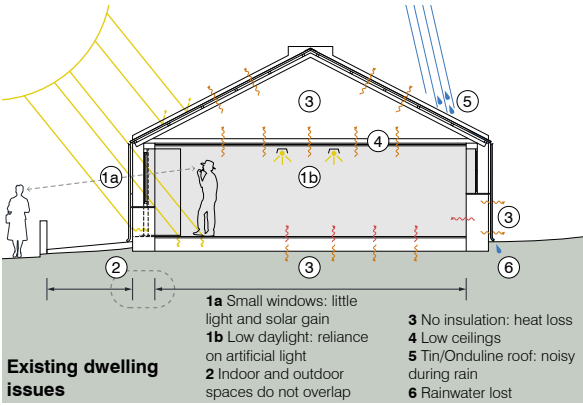 3
5
4
1a
1b
3
2
3
6
1a Small windows: little
light and solar gain
1b Low daylight: reliance
on artificial light
2 Indoor and outdoor
spaces do not overlap
3 No insulation: heat loss
4 Low ceilings
5 Tin/Onduline roof: noisy
during rain
6 Rainwater lost
Existing dwelling
issues